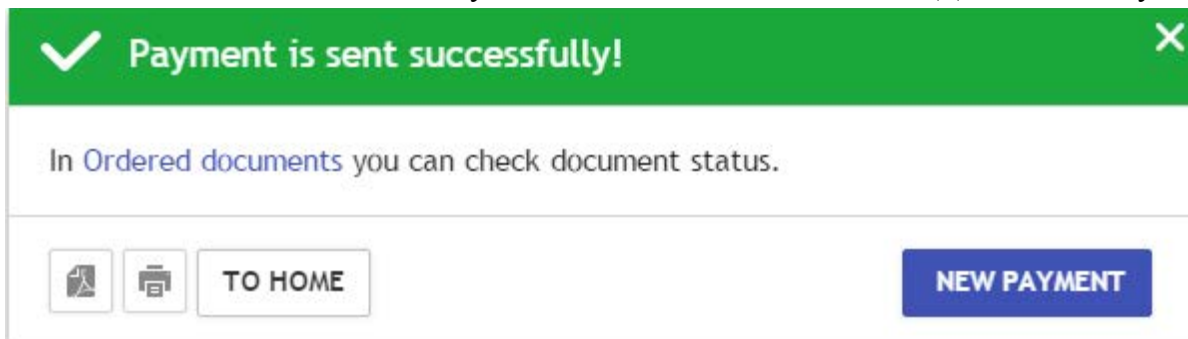 Payment is sent successfully!
In Ordered documents you can check document status.
TO HOME
NEW PAYMENT